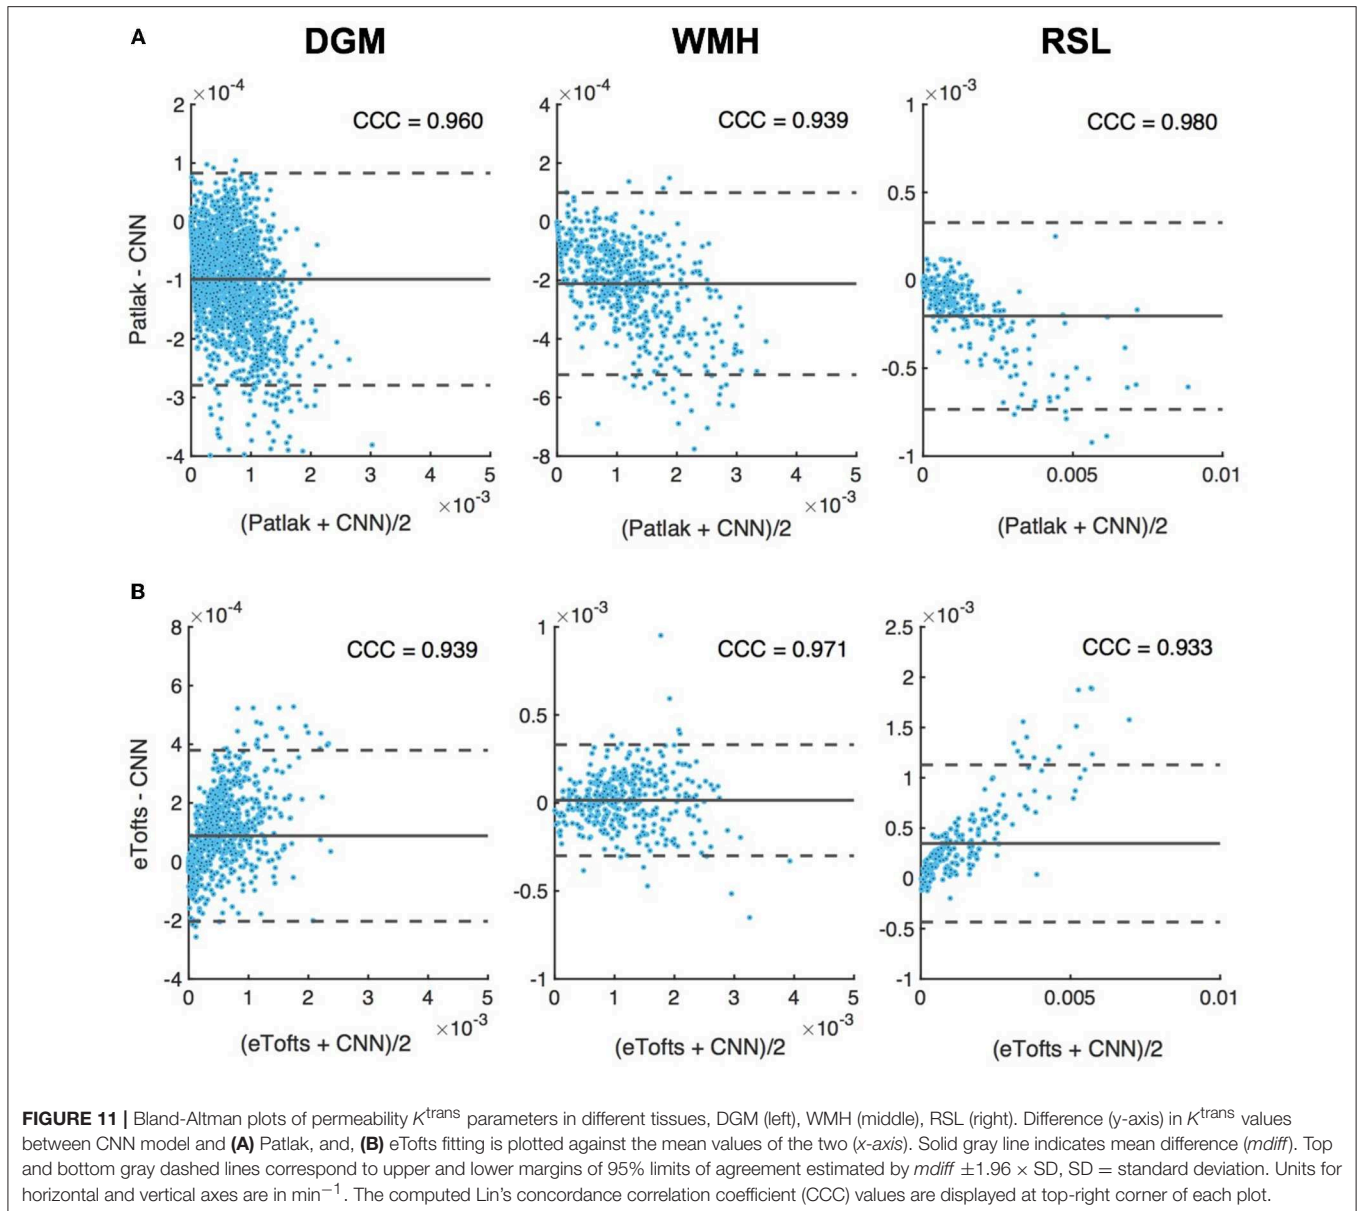 A
DGM
WMH
RSL
×10⁻⁴
CCC = 0.960
2
1
0
-1
-2
-3
-4
Patlak - CNN
0 1 2 3 4 5
×10⁻³
(Patlak + CNN)/2
×10⁻⁴
CCC = 0.939
4
2
0
-2
-4
-6
-8
0 1 2 3 4 5
×10⁻³
(Patlak + CNN)/2
×10⁻³
CCC = 0.980
1
0.5
0
-0.5
-1
0 0.005 0.01
(Patlak + CNN)/2
B
×10⁻⁴
CCC = 0.939
8
6
4
2
0
-2
-4
eTofts - CNN
0 1 2 3 4 5
×10⁻³
(eTofts + CNN)/2
×10⁻³
CCC = 0.971
1
0.5
0
-0.5
-1
0 1 2 3 4 5
×10⁻³
(eTofts + CNN)/2
×10⁻³
CCC = 0.933
2.5
2
1.5
1
0.5
0
-0.5
-1
0 0.005 0.01
(eTofts + CNN)/2
FIGURE 11 | Bland-Altman plots of permeability Kᵗʳᵃⁿˢ parameters in different tissues, DGM (left), WMH (middle), RSL (right). Difference (y-axis) in Kᵗʳᵃⁿˢ values
between CNN model and (A) Patlak, and, (B) eTofts fitting is plotted against the mean values of the two (x-axis). Solid gray line indicates mean difference (mdiff). Top
and bottom gray dashed lines correspond to upper and lower margins of 95% limits of agreement estimated by mdiff ±1.96 × SD, SD = standard deviation. Units for
horizontal and vertical axes are in min⁻¹. The computed Lin's concordance correlation coefficient (CCC) values are displayed at top-right corner of each plot.